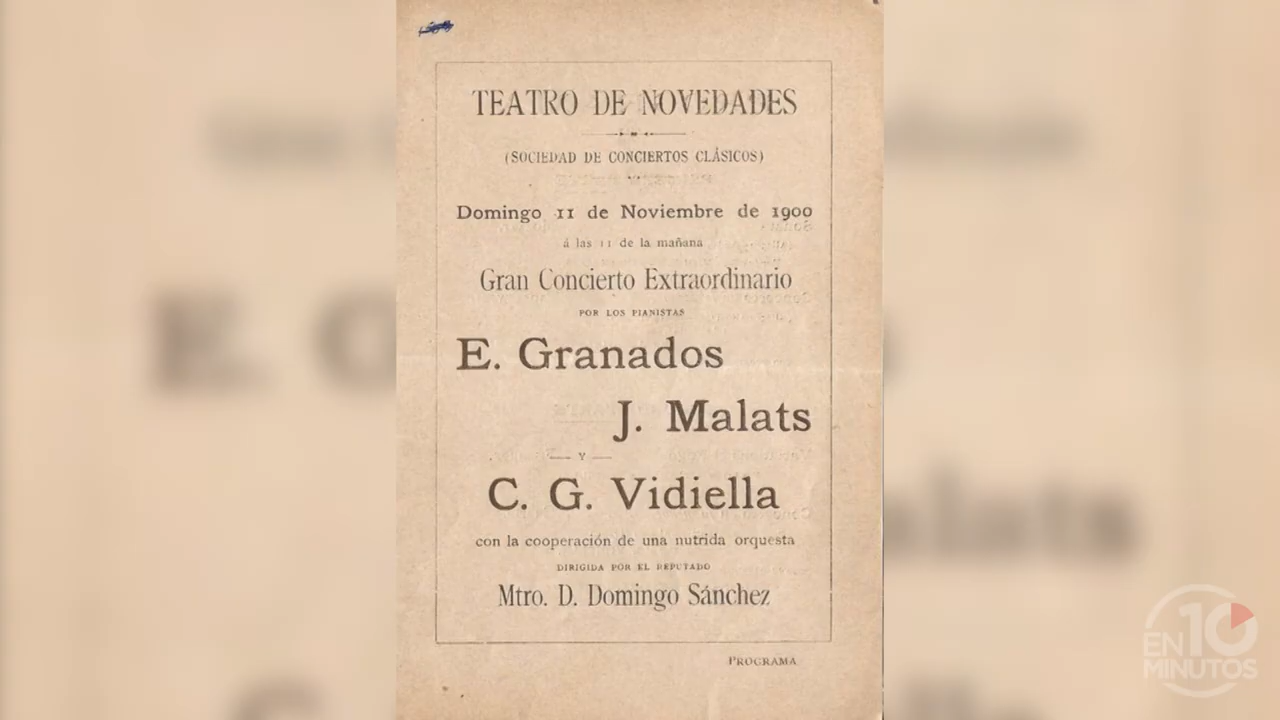 TEATRO DE NOVEDADES
(SOCIEDAD DE CONCIERTOS CLÁSICOS)
Domingo 11 de Noviembre de 1900
á las 11 de la mañana
Gran Concierto Extraordinario
POR LOS PIANISTAS
E. Granados
J. Malats
Y
C. G. Vidiella
con la cooperación de una nutrida orquesta
DIRIGIDA POR EL REPUTADO
Mtro. D. Domingo Sánchez
PROGRAMA
EN 10
MINUTOS